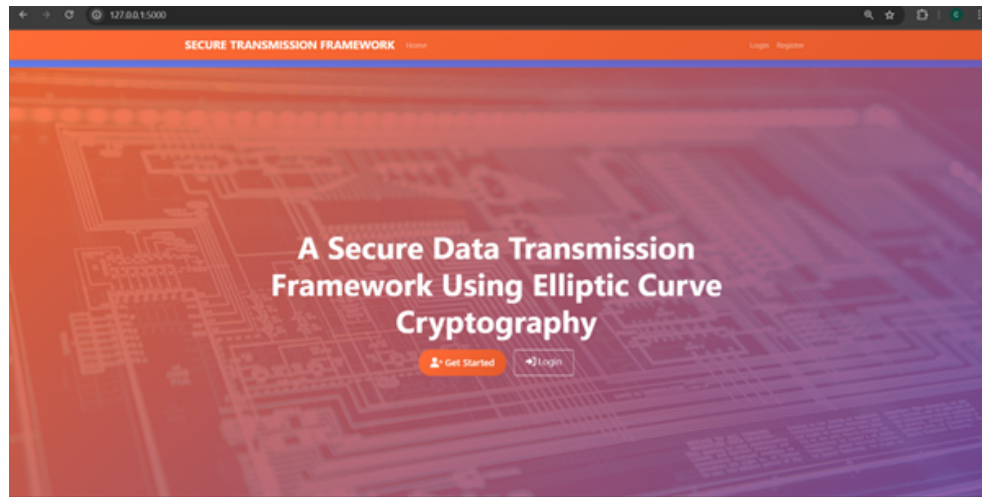 127.0.0.1:5000
SECURE TRANSMISSION FRAMEWORK Home Login Register
A Secure Data Transmission
Framework Using Elliptic Curve
Cryptography
Get Started Login